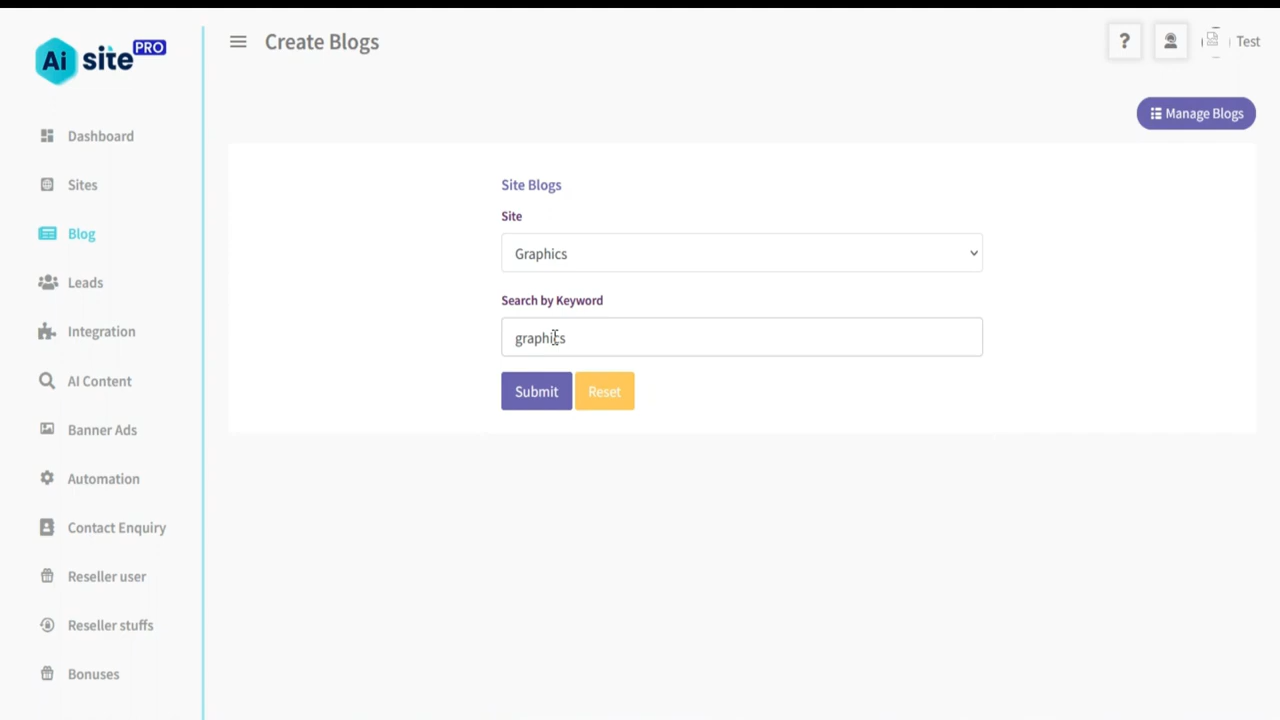 Ai site PRO
Create Blogs
?
Test
Manage Blogs
Dashboard
Sites
Blog
Leads
Integration
AI Content
Banner Ads
Automation
Contact Enquiry
Reseller user
Reseller stuffs
Bonuses
Site Blogs
Site
Graphics
Search by Keyword
graphics
Submit Reset